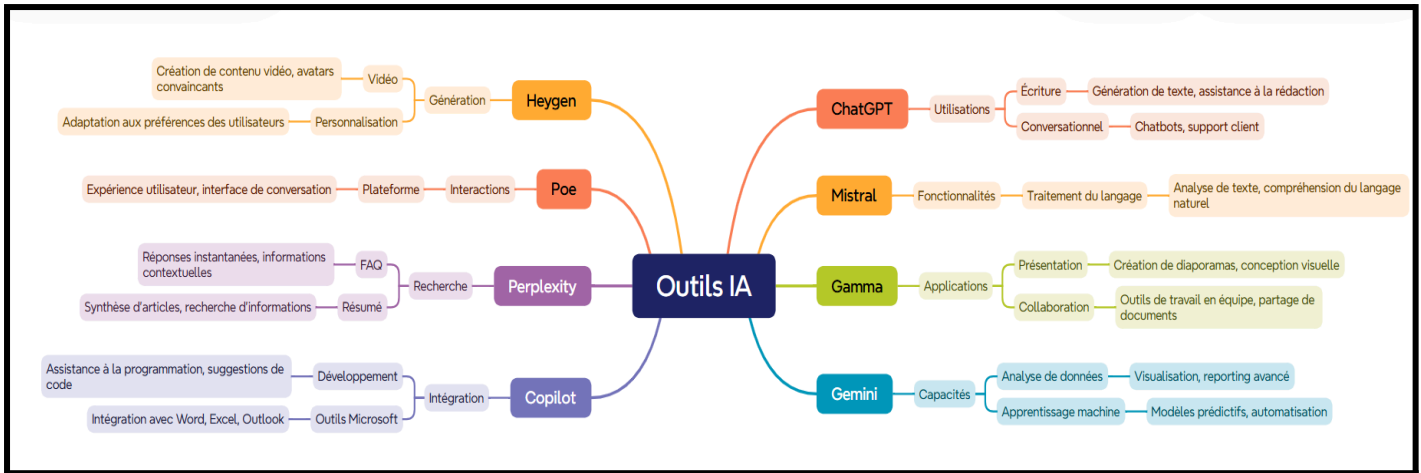 Outils IA
ChatGPT
Utilisations
Écriture
Génération de texte, assistance à la rédaction
Conversationnel
Chatbots, support client
Mistral
Fonctionnalités
Traitement du langage
Analyse de texte, compréhension du langage
naturel
Gamma
Applications
Présentation
Création de diaporamas, conception visuelle
Collaboration
Outils de travail en équipe, partage de
documents
Gemini
Capacités
Analyse de données
Visualisation, reporting avancé
Apprentissage machine
Modèles prédictifs, automatisation
Heygen
Génération
Vidéo
Création de contenu vidéo, avatars
convaincants
Personnalisation
Adaptation aux préférences des utilisateurs
Poe
Interactions
Plateforme
Expérience utilisateur, interface de conversation
Perplexity
Recherche
FAQ
Réponses instantanées, informations
contextuelles
Résumé
Synthèse d'articles, recherche d'informations
Copilot
Intégration
Développement
Assistance à la programmation, suggestions de
code
Outils Microsoft
Intégration avec Word, Excel, Outlook